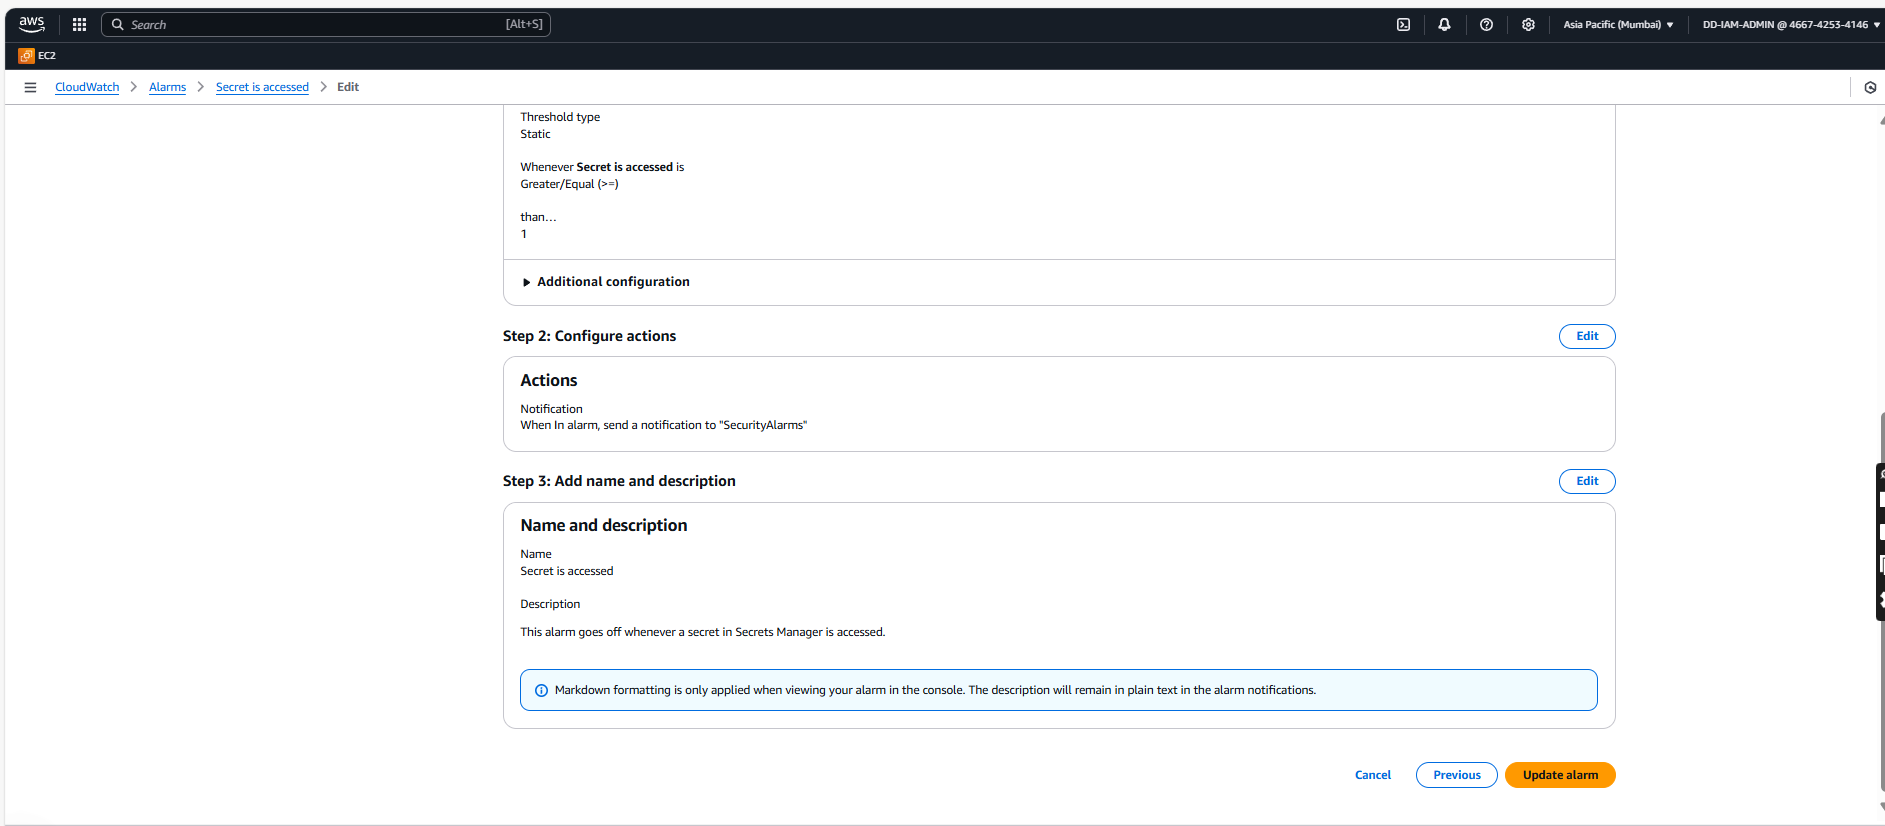 aws
Search
[Alt+S]
Asia Pacific (Mumbai)
DD-IAM-ADMIN @ 4667-4253-4146
EC2
CloudWatch
Alarms
Secret is accessed
Edit
Threshold type
Static
Whenever Secret is accessed is
Greater/Equal (>=)
than…
1
Additional configuration
Step 2: Configure actions
Edit
Actions
Notification
When In alarm, send a notification to "SecurityAlarms"
Step 3: Add name and description
Edit
Name and description
Name
Secret is accessed
Description
This alarm goes off whenever a secret in Secrets Manager is accessed.
Markdown formatting is only applied when viewing your alarm in the console. The description will remain in plain text in the alarm notifications.
Cancel
Previous
Update alarm